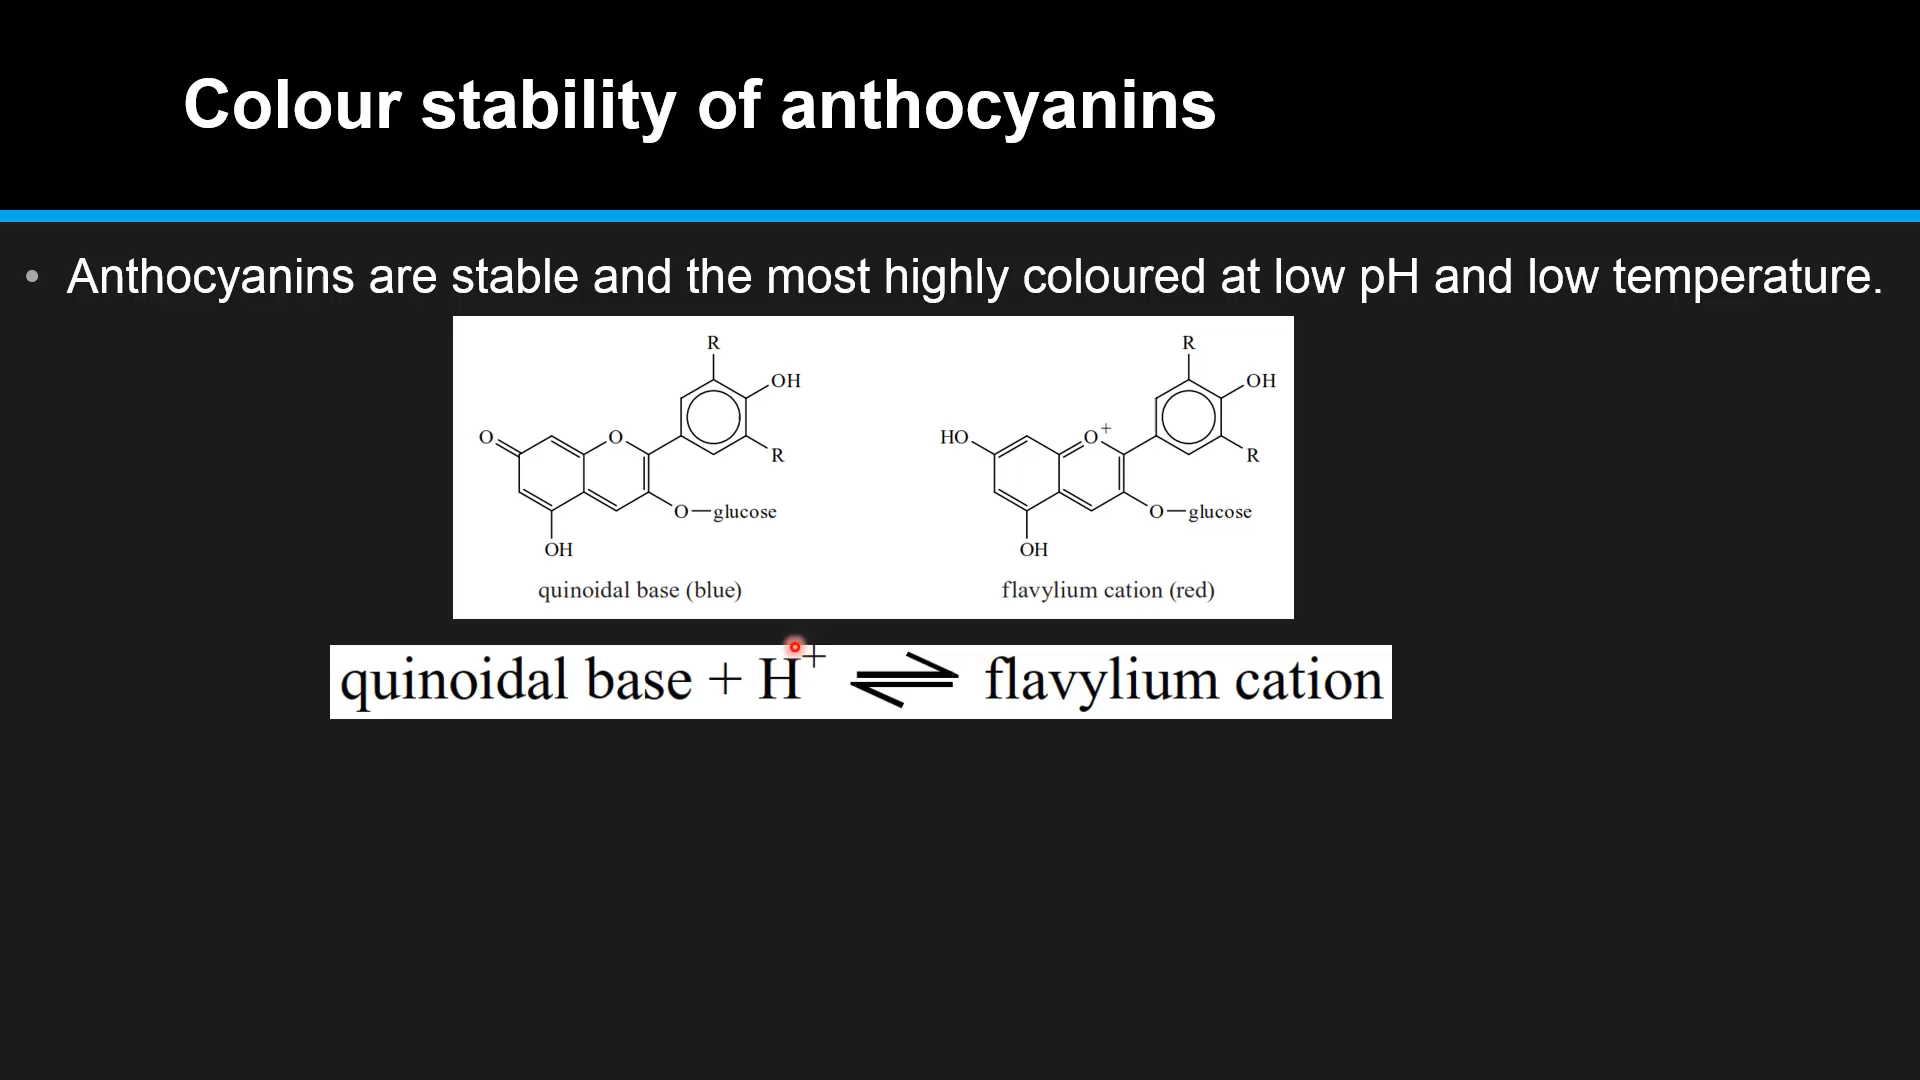 Colour stability of anthocyanins
• Anthocyanins are stable and the most highly coloured at low pH and low temperature.
R
OH
O
O
R
O—glucose
OH
quinoidal base (blue)
R
OH
HO
O+
R
O—glucose
OH
flavylium cation (red)
quinoidal base + H+ ⇌ flavylium cation